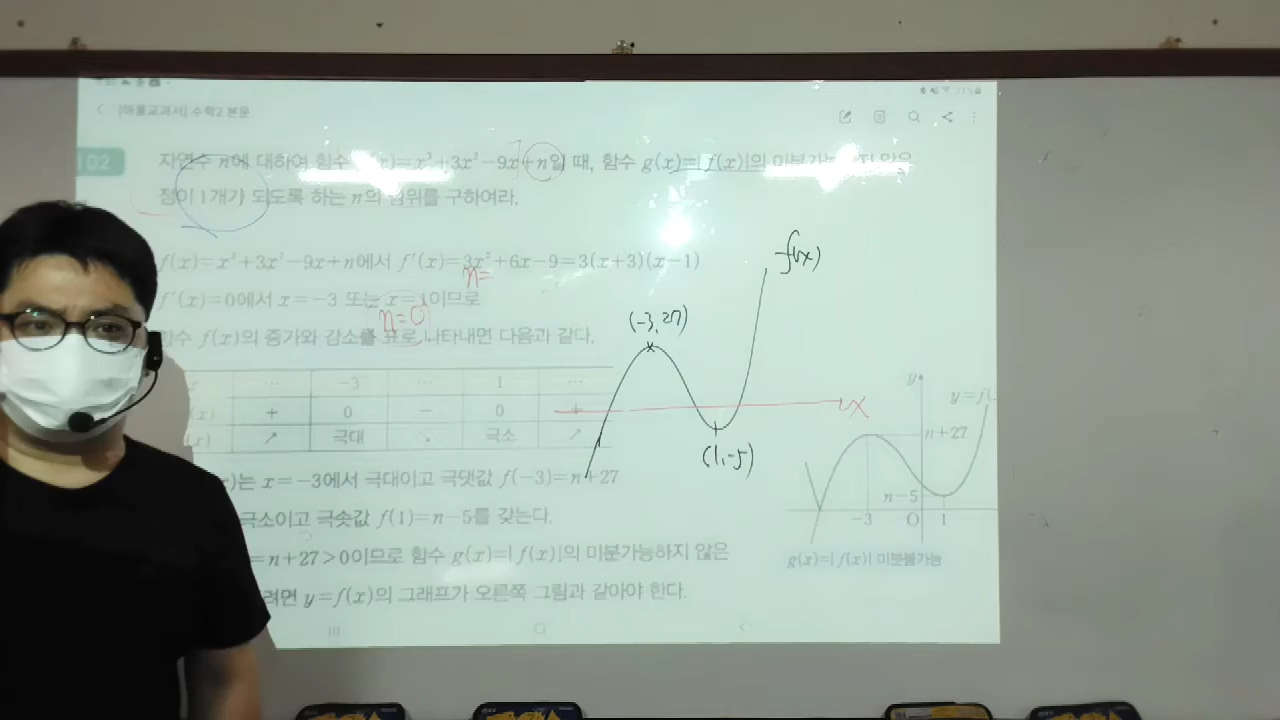 [마플교과서] 수학2 본문
02
지연수 n에 대하여 함수 x)=x³+3x²-9x+n일 때, 함수 g(x)=|f(x)|의 미분가능 지 않은
점이 1개가 되도록 하는 n의 범위를 구하여라.
f(x)=x³+3x²-9x+n에서 f′(x)=3x²+6x-9=3(x+3)(x-1)
n=
f′(x)=0에서 x=-3 또는 x=1이므로
n=0
함수 f(x)의 증가와 감소를 표로 나타내면 다음과 같다.
x ⋯ -3 ⋯ 1 ⋯
(x) + 0 - 0 +
(x) ↗ 극대 ↘ 극소 ↗
x)는 x=-3에서 극대이고 극댓값 f(-3)=n+27
극소이고 극솟값 f(1)=n-5를 갖는다.
=n+27>0이므로 함수 g(x)=|f(x)|의 미분가능하지 않은
려면 y=f(x)의 그래프가 오른쪽 그림과 같아야 한다.
f(x)
(-3, 27)
x
(1, -5)
y
y=f(
n+27
n-5
-3 O 1
g(x)=|f(x)| 미분불가능